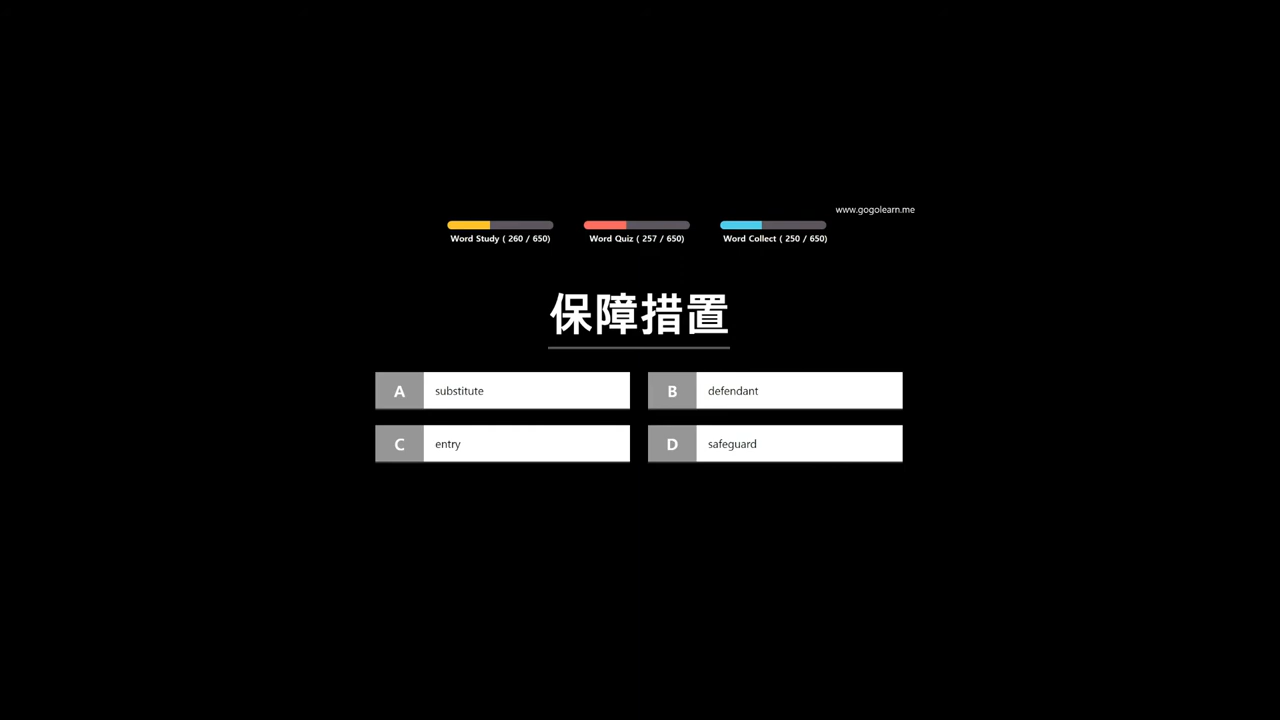 www.gogolearn.me
Word Study ( 260 / 650)
Word Quiz ( 257 / 650)
Word Collect ( 250 / 650)
保障措置
A substitute
B defendant
C entry
D safeguard